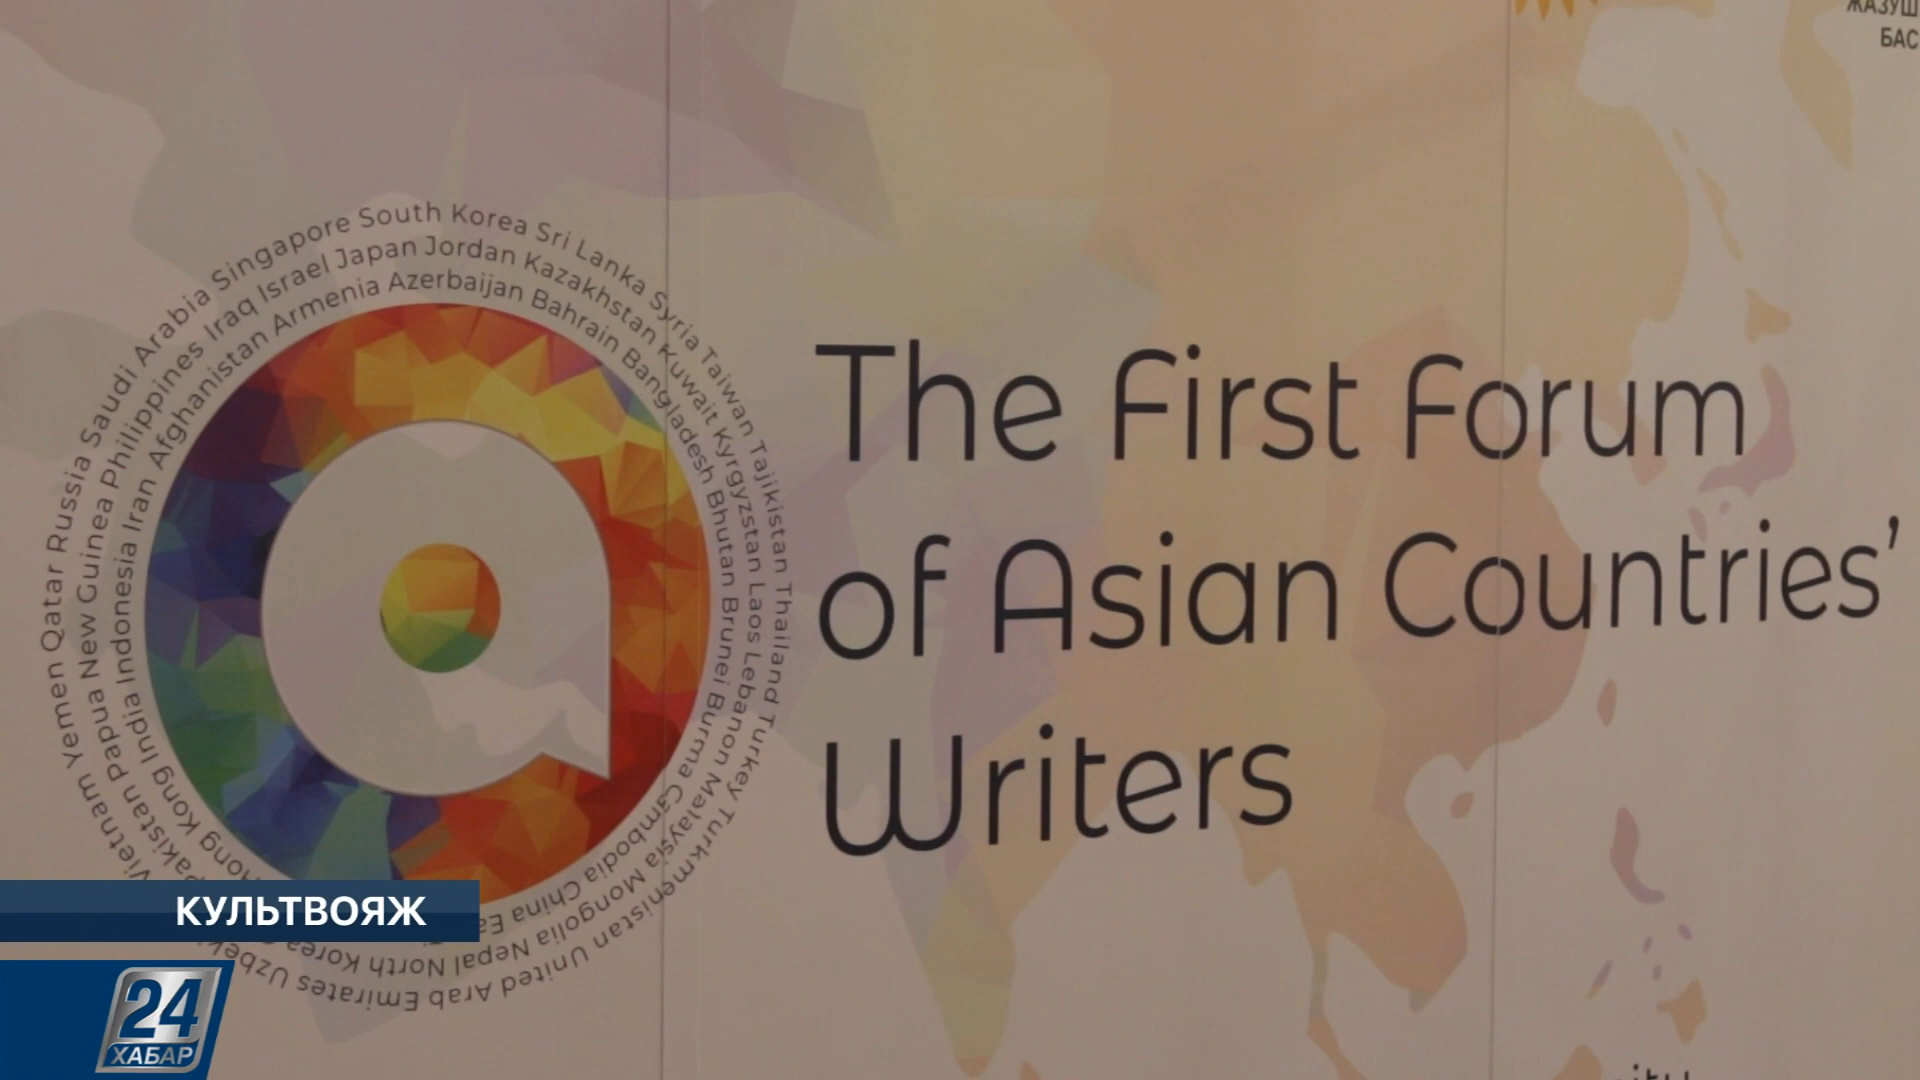 ЖАЗУШ
БАС
Qatar Russia Saudi Arabia Singapore South Korea Sri Lanka Syria Taiwan Tajikistan Thailand Turkey Turkmenistan United Arab Emirates Uzbeki
Vietnam Yemen
Pakistan Papua New Guinea Philippines Iraq Israel Japan Jordan Kazakhstan Kuwait Kyrgyzstan Laos Lebanon Malaysia Mongolia Nepal North Korea
Hong Kong India Indonesia Iran Afghanistan Armenia Azerbaijan Bahrain Bangladesh Bhutan Brunei Burma Cambodia China Ea
The First Forum
of Asian Countries’
Writers
КУЛЬТВОЯЖ
24
ХАБАР